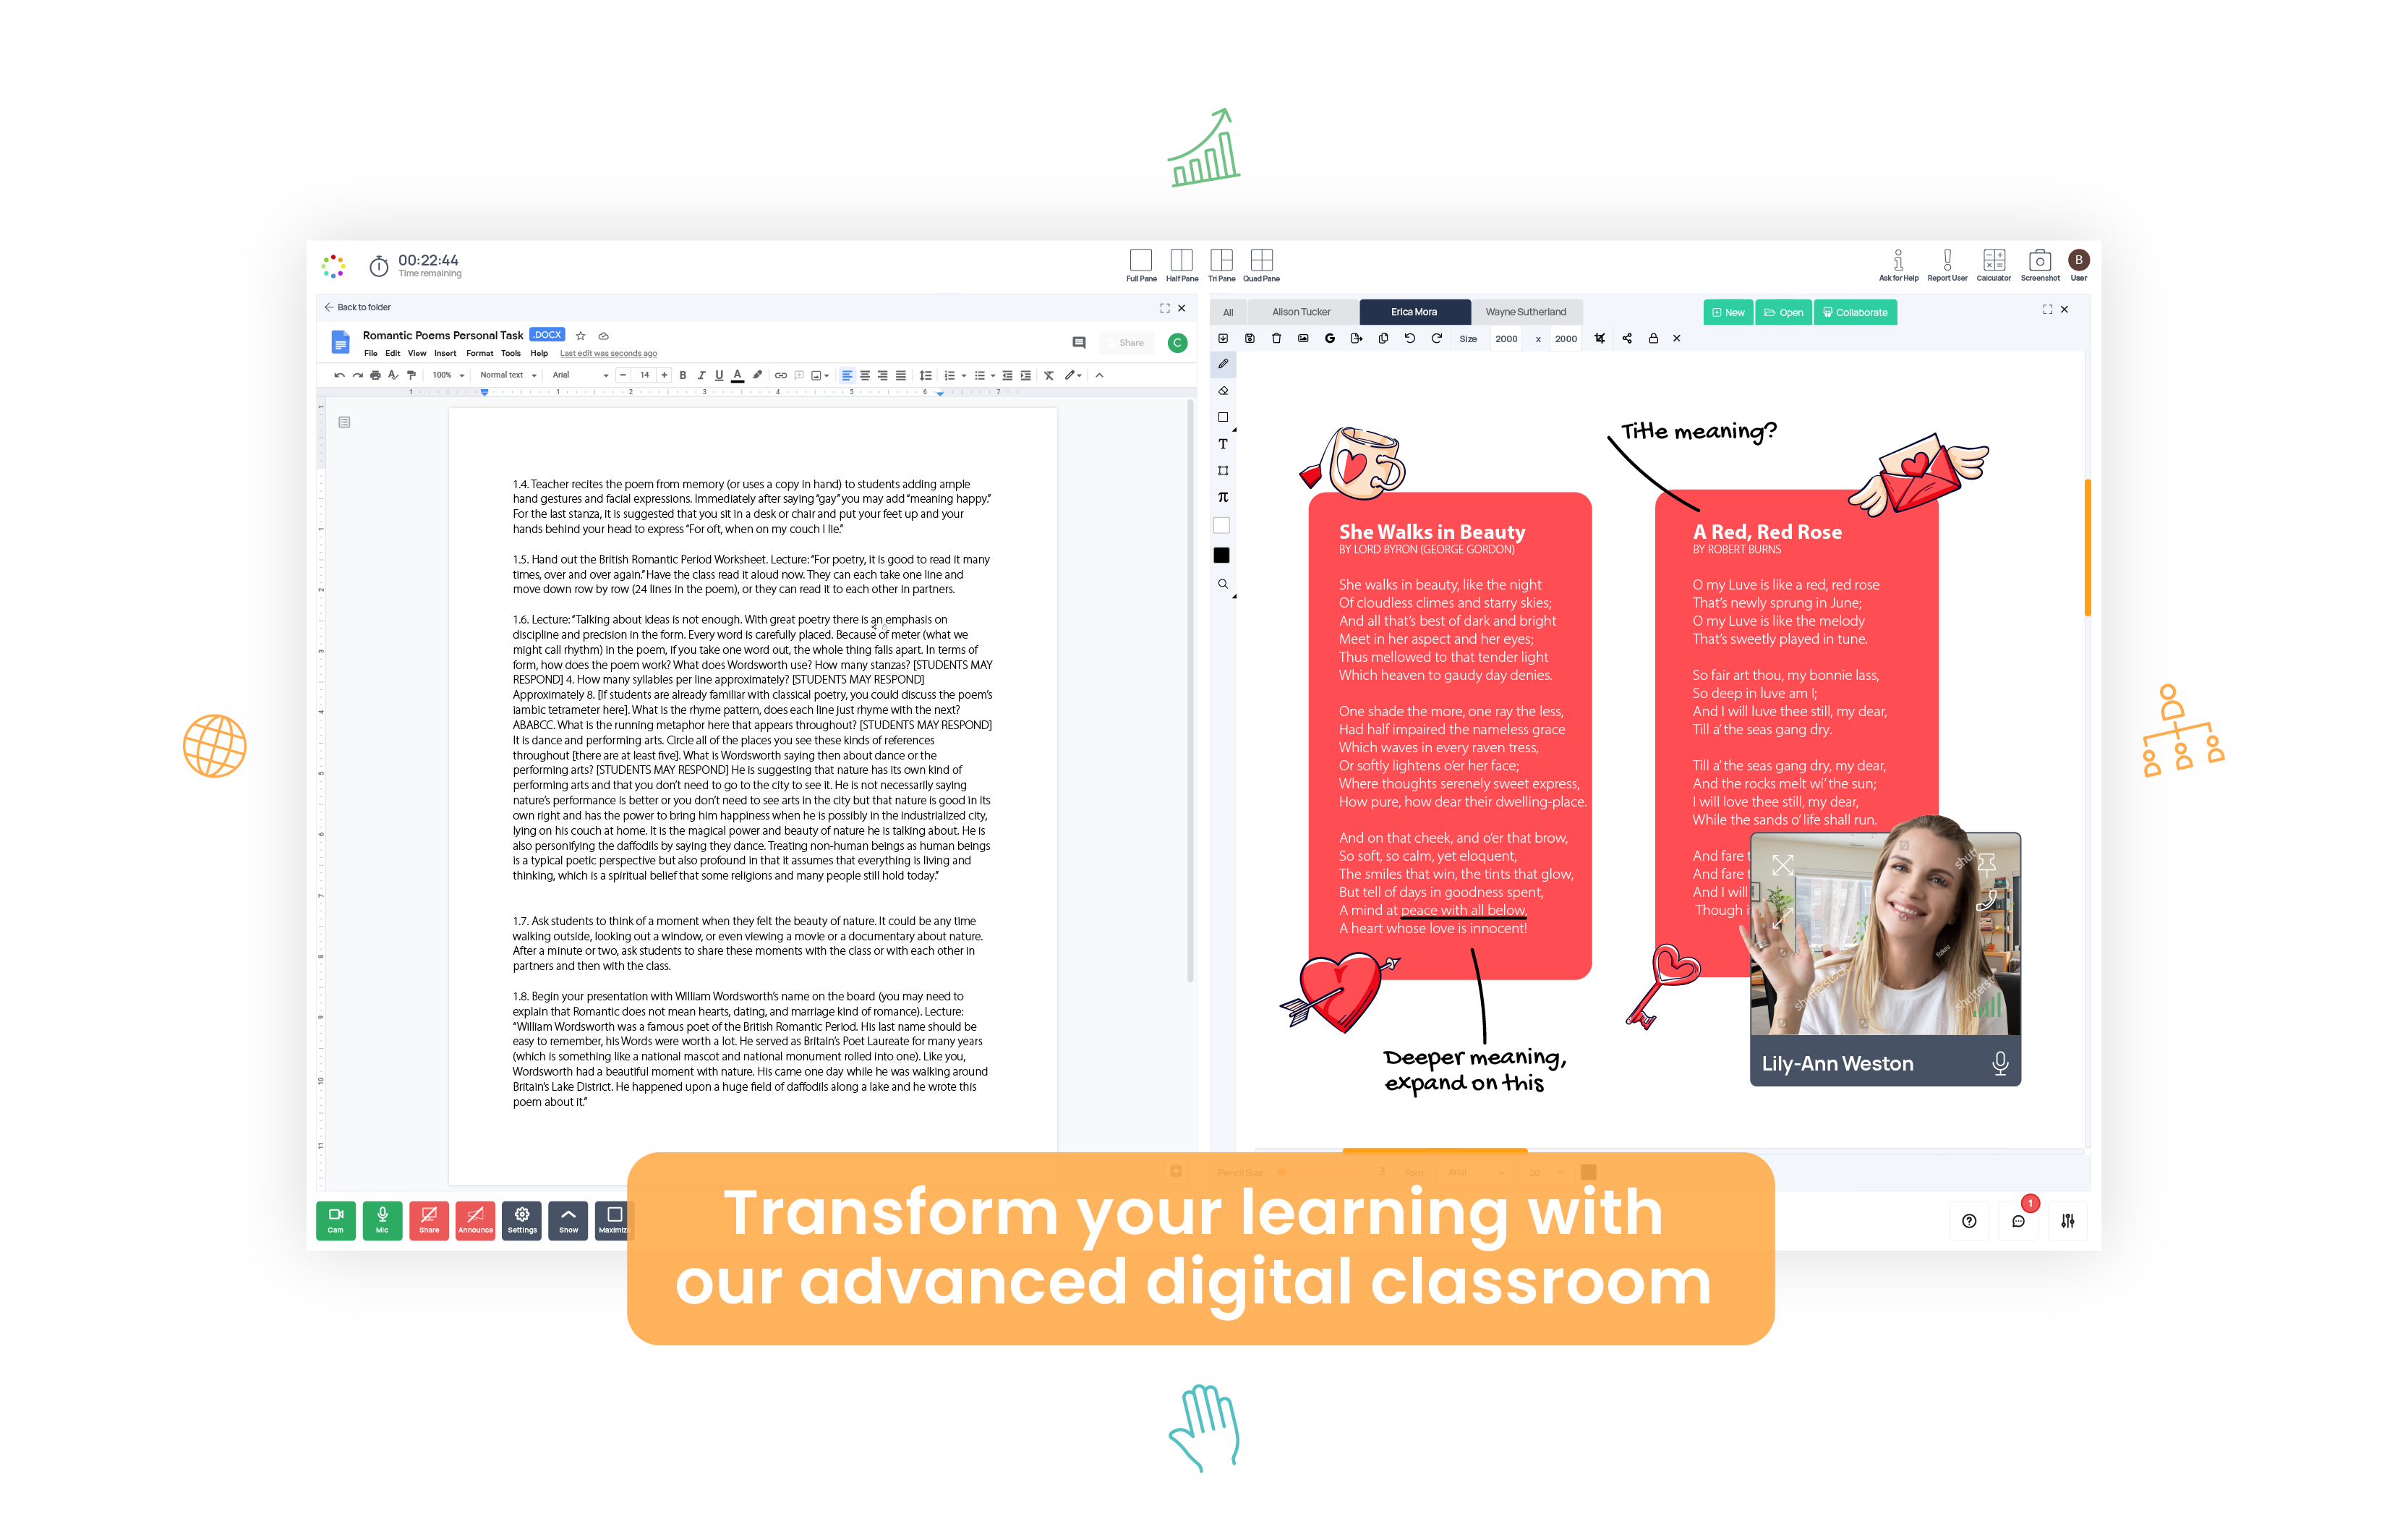 00:22:44
Time remaining
Full Pane Half Pane Tri Pane Quad Pane
Ask for Help Report User Calculator Screenshot B User
Back to folder
Romantic Poems Personal Task .DOCX
File Edit View Insert Format Tools Help Last edit was seconds ago
Share
C
100% Normal text Arial 14
1 1 2 3 4 5 6 7
1.4. Teacher recites the poem from memory (or uses a copy in hand) to students adding ample
hand gestures and facial expressions. Immediately after saying “gay” you may add “meaning happy.”
For the last stanza, it is suggested that you sit in a desk or chair and put your feet up and your
hands behind your head to express “For oft, when on my couch I lie.”
1.5. Hand out the British Romantic Period Worksheet. Lecture: “For poetry, it is good to read it many
times, over and over again.” Have the class read it aloud now. They can each take one line and
move down row by row (24 lines in the poem), or they can read it to each other in partners.
1.6. Lecture: “Talking about ideas is not enough. With great poetry there is an emphasis on
discipline and precision in the form. Every word is carefully placed. Because of meter (what we
might call rhythm) in the poem, if you take one word out, the whole thing falls apart. In terms of
form, how does the poem work? What does Wordsworth use? How many stanzas? [STUDENTS MAY
RESPOND] 4. How many syllables per line approximately? [STUDENTS MAY RESPOND]
Approximately 8. [If students are already familiar with classical poetry, you could discuss the poem’s
iambic tetrameter here]. What is the rhyme pattern, does each line just rhyme with the next?
ABABCC. What is the running metaphor here that appears throughout? [STUDENTS MAY RESPOND]
It is dance and performing arts. Circle all of the places you see these kinds of references
throughout [there are at least five]. What is Wordsworth saying then about dance or the
performing arts? [STUDENTS MAY RESPOND] He is suggesting that nature has its own kind of
performing arts and that you don’t need to go to the city to see it. He is not necessarily saying
nature’s performance is better or you don’t need to see arts in the city but that nature is good in its
own right and has the power to bring him happiness when he is possibly in the industrialized city,
lying on his couch at home. It is the magical power and beauty of nature he is talking about. He is
also personifying the daffodils by saying they dance. Treating non-human beings as human beings
is a typical poetic perspective but also profound in that it assumes that everything is living and
thinking, which is a spiritual belief that some religions and many people still hold today.”
1.7. Ask students to think of a moment when they felt the beauty of nature. It could be any time
walking outside, looking out a window, or even viewing a movie or a documentary about nature.
After a minute or two, ask students to share these moments with the class or with each other in
partners and then with the class.
1.8. Begin your presentation with William Wordsworth’s name on the board (you may need to
explain that Romantic does not mean hearts, dating, and marriage kind of romance). Lecture:
“William Wordsworth was a famous poet of the British Romantic Period. His last name should be
easy to remember, his Words were worth a lot. He served as Britain’s Poet Laureate for many years
(which is something like a national mascot and national monument rolled into one). Like you,
Wordsworth had a beautiful moment with nature. His came one day while he was walking around
Britain’s Lake District. He happened upon a huge field of daffodils along a lake and he wrote this
poem about it.”
All Alison Tucker Erica Mora Wayne Sutherland New Open Collaborate
Size 2000 x 2000
Title meaning?
She Walks in Beauty
BY LORD BYRON (GEORGE GORDON)
She walks in beauty, like the night
Of cloudless climes and starry skies;
And all that’s best of dark and bright
Meet in her aspect and her eyes;
Thus mellowed to that tender light
Which heaven to gaudy day denies.
One shade the more, one ray the less,
Had half impaired the nameless grace
Which waves in every raven tress,
Or softly lightens o’er her face;
Where thoughts serenely sweet express,
How pure, how dear their dwelling-place.
And on that cheek, and o’er that brow,
So soft, so calm, yet eloquent,
The smiles that win, the tints that glow,
But tell of days in goodness spent,
A mind at peace with all below,
A heart whose love is innocent!
Deeper meaning,
expand on this
A Red, Red Rose
BY ROBERT BURNS
O my Luve is like a red, red rose
That’s newly sprung in June;
O my Luve is like the melody
That’s sweetly played in tune.
So fair art thou, my bonnie lass,
So deep in luve am I;
And I will luve thee still, my dear,
Till a’ the seas gang dry.
Till a’ the seas gang dry, my dear,
And the rocks melt wi’ the sun;
I will love thee still, my dear,
While the sands o’ life shall run.
And fare
And fare
And I will
Though
Lily-Ann Weston
Pencil Size 3 Font Arial 20
Cam Mic Share Announce Settings Show Maximiz
1
Transform your learning with
our advanced digital classroom